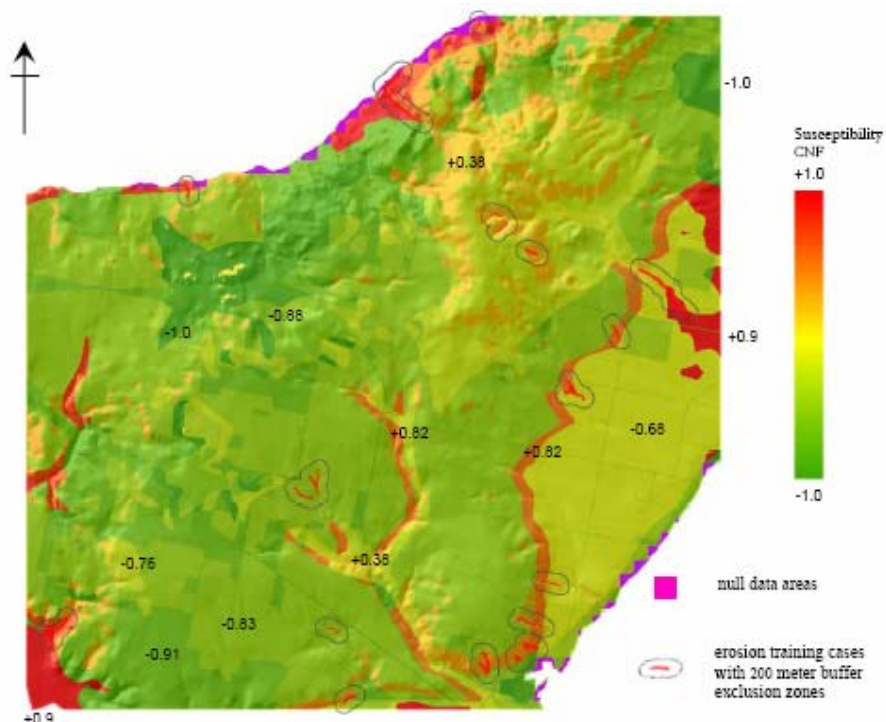 -1.0
Susceptibility
CNF
+1.0
+0.38
-0.88
-1.0
+0.9
+0.82
+0.82
-0.68
-1.0
+0.38
-0.76
null data areas
-0.83
-0.91
erosion training cases
with 200 meter buffer
exclusion zones
+0.9